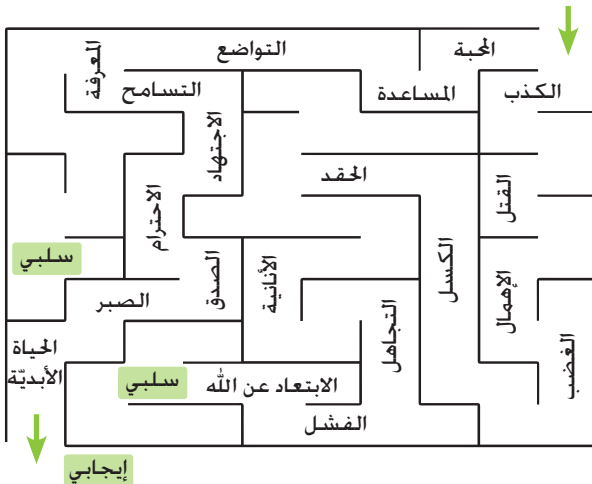 المحبة
التواضع
المعرفة
الكذب
المساعدة
التسامح
الاجتهاد
الحقد
القتل
الاحترام
سلبي
الكسل
الصدق
الأنانية
الإهمال
الصبر
التجاهل
الغضب
الحياة
الأبديّة
الابتعاد عن الله
سلبي
الفشل
إيجابي